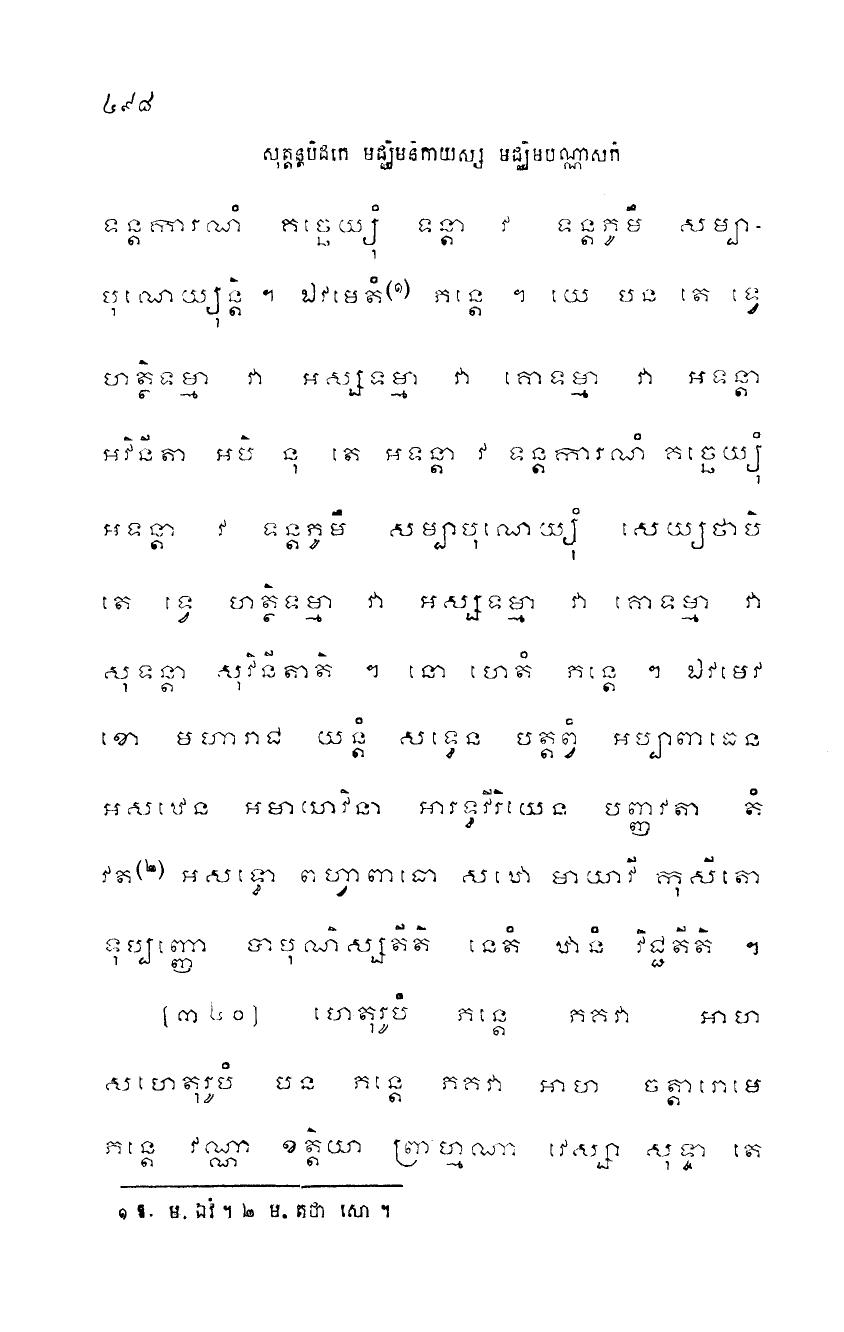 ៤៩៨
សុត្តន្តបិដកេ មជ្ឈិមនិកាយស្ស មជ្ឈិមបណ្ណាសកំ
ទន្តការណំ គច្ឆេយ្យុំ ទន្តា វ ទន្តភូមឹ សម្បា-
បុណេយ្យុន្តិ ។ ឯវមេតំ(១) ភន្តេ ។ យេ បន តេ ទ្វេ
ហត្ថិទម្មា វា អស្សទម្មា វា គោទម្មា វា អទន្តា
អវិនីតា អបិ នុ តេ អទន្តា វ ទន្តការណំ គច្ឆេយ្យុំ
អទន្តា វ ទន្តភូមឹ សម្បាបុណេយ្យុំ សេយ្យថាបិ
តេ ទ្វេ ហត្ថិទម្មា វា អស្សទម្មា វា គោទម្មា វា
សុទន្តា សុវិនីតាតិ ។ នោ ហេតំ ភន្តេ ។ ឯវមេវ
ខោ មហារាជ យន្តំ សទ្ធេន បត្តព្វំ អប្បាពាធេន
អសឋេន អមាយាវិនា អារទ្ធវីរិយេន បញ្ញវតា តំ
វត(២) អសទ្ធោ ពហ្វាពាធោ សឋោ មាយាវី កុសីតោ
ទុប្បញ្ញោ បាបុណិស្សតីតិ នេតំ ឋានំ វិជ្ជតីតិ ។
[៣៤០] ហេតុរូបំ ភន្តេ ភគវា អាហ
សហេតុរូបំ បន ភន្តេ ភគវា អាហ ចត្តារោមេ
ភន្តេ វណ្ណា ខត្តិយា ព្រាហ្មណា វេស្សា សុទ្ទា តេ
១ ឱ. ម. ឯវំ ។ ២ ម. តថា សោ ។